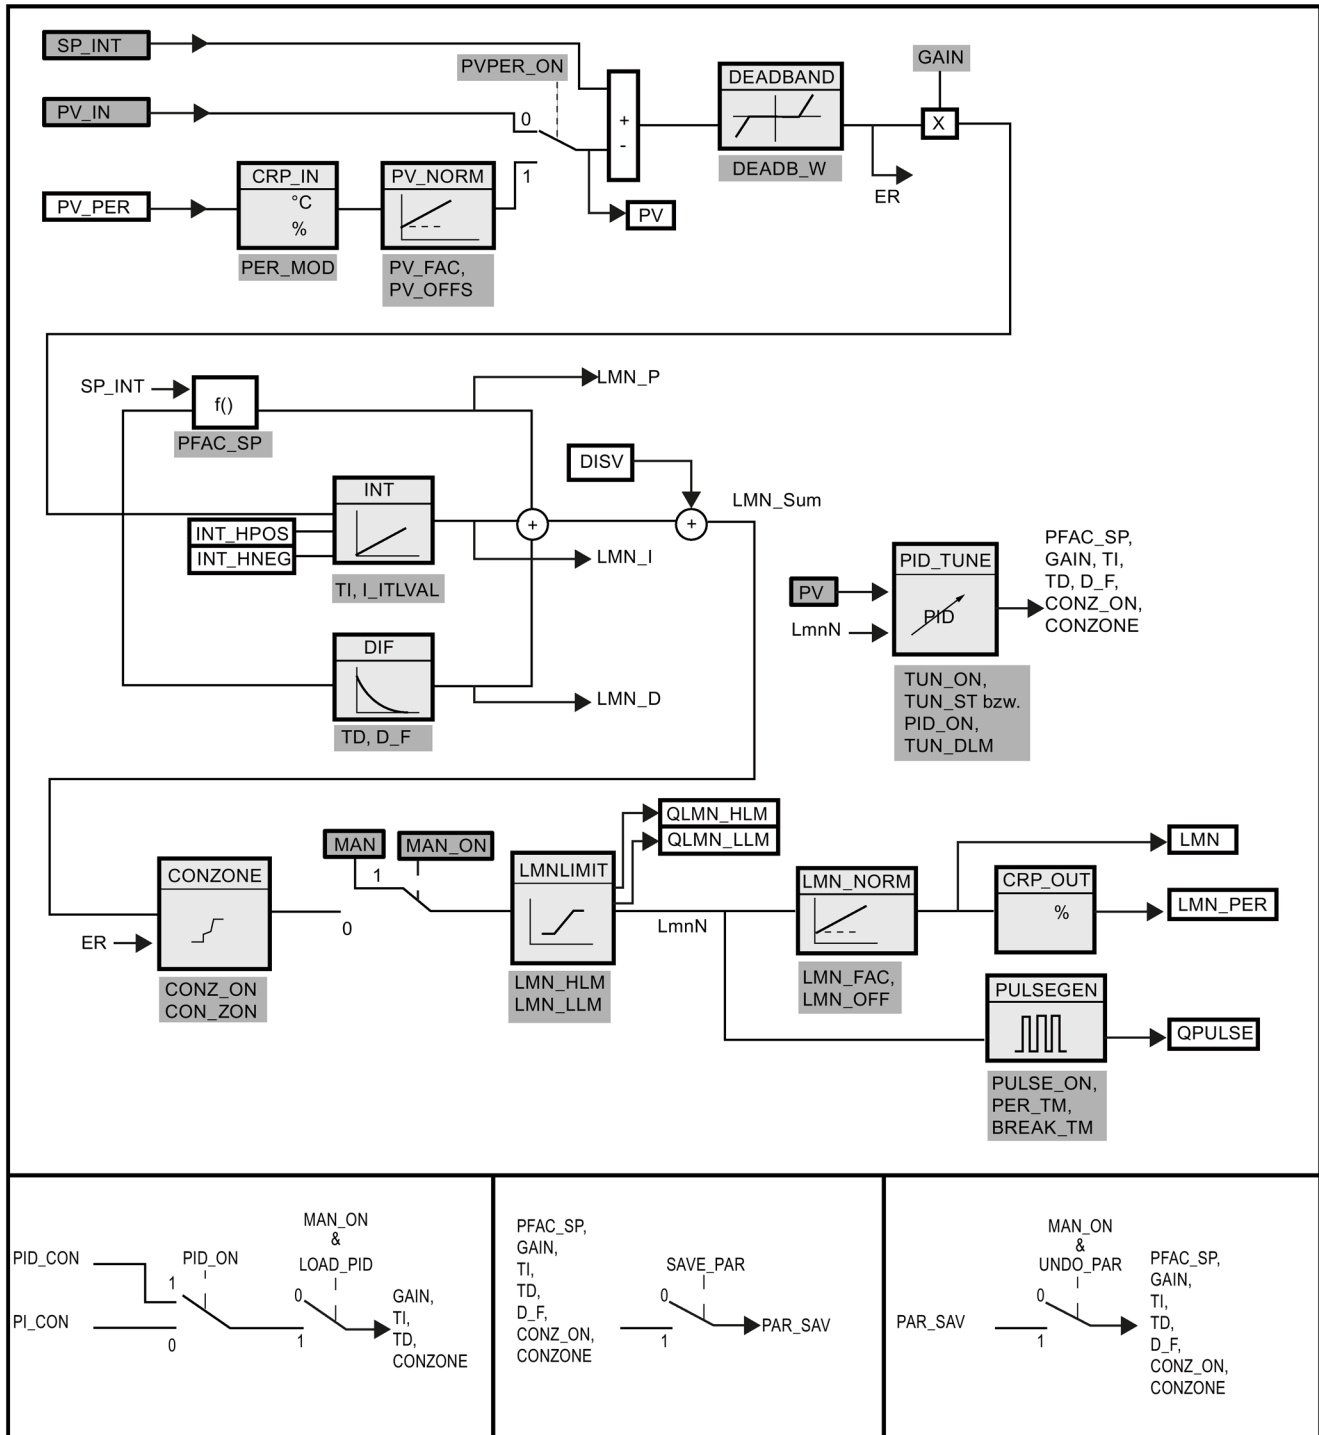 SP_INT
PVPER_ON
GAIN
DEADBAND
PV_IN
0
+
-
X
DEADB_W
ER
CRP_IN
°C
%
PV_NORM
1
PV_PER
PV
PER_MOD
PV_FAC,
PV_OFFS
SP_INT
f()
PFAC_SP
LMN_P
DISV
LMN_Sum
INT
INT_HPOS
INT_HNEG
+
+
LMN_I
TI, I_ITLVAL
DIF
LMN_D
TD, D_F
PV
LmnN
PID_TUNE
PID
PFAC_SP,
GAIN, TI,
TD, D_F,
CONZ_ON,
CONZONE
TUN_ON,
TUN_ST bzw.
PID_ON,
TUN_DLM
QLMN_HLM
QLMN_LLM
MAN
MAN_ON
1
0
CONZONE
ER
CONZ_ON
CON_ZON
LMNLIMIT
LMN_HLM
LMN_LLM
LmnN
LMN_NORM
LMN_FAC,
LMN_OFF
CRP_OUT
%
LMN
LMN_PER
PULSEGEN
QPULSE
PULSE_ON,
PER_TM,
BREAK_TM
PID_CON
PI_CON
PID_ON
1
0
MAN_ON
&
LOAD_PID
0
1
GAIN,
TI,
TD,
CONZONE
PFAC_SP,
GAIN,
TI,
TD,
D_F,
CONZ_ON,
CONZONE
SAVE_PAR
0
1
PAR_SAV
PAR_SAV
MAN_ON
&
UNDO_PAR
0
1
PFAC_SP,
GAIN,
TI,
TD,
D_F,
CONZ_ON,
CONZONE